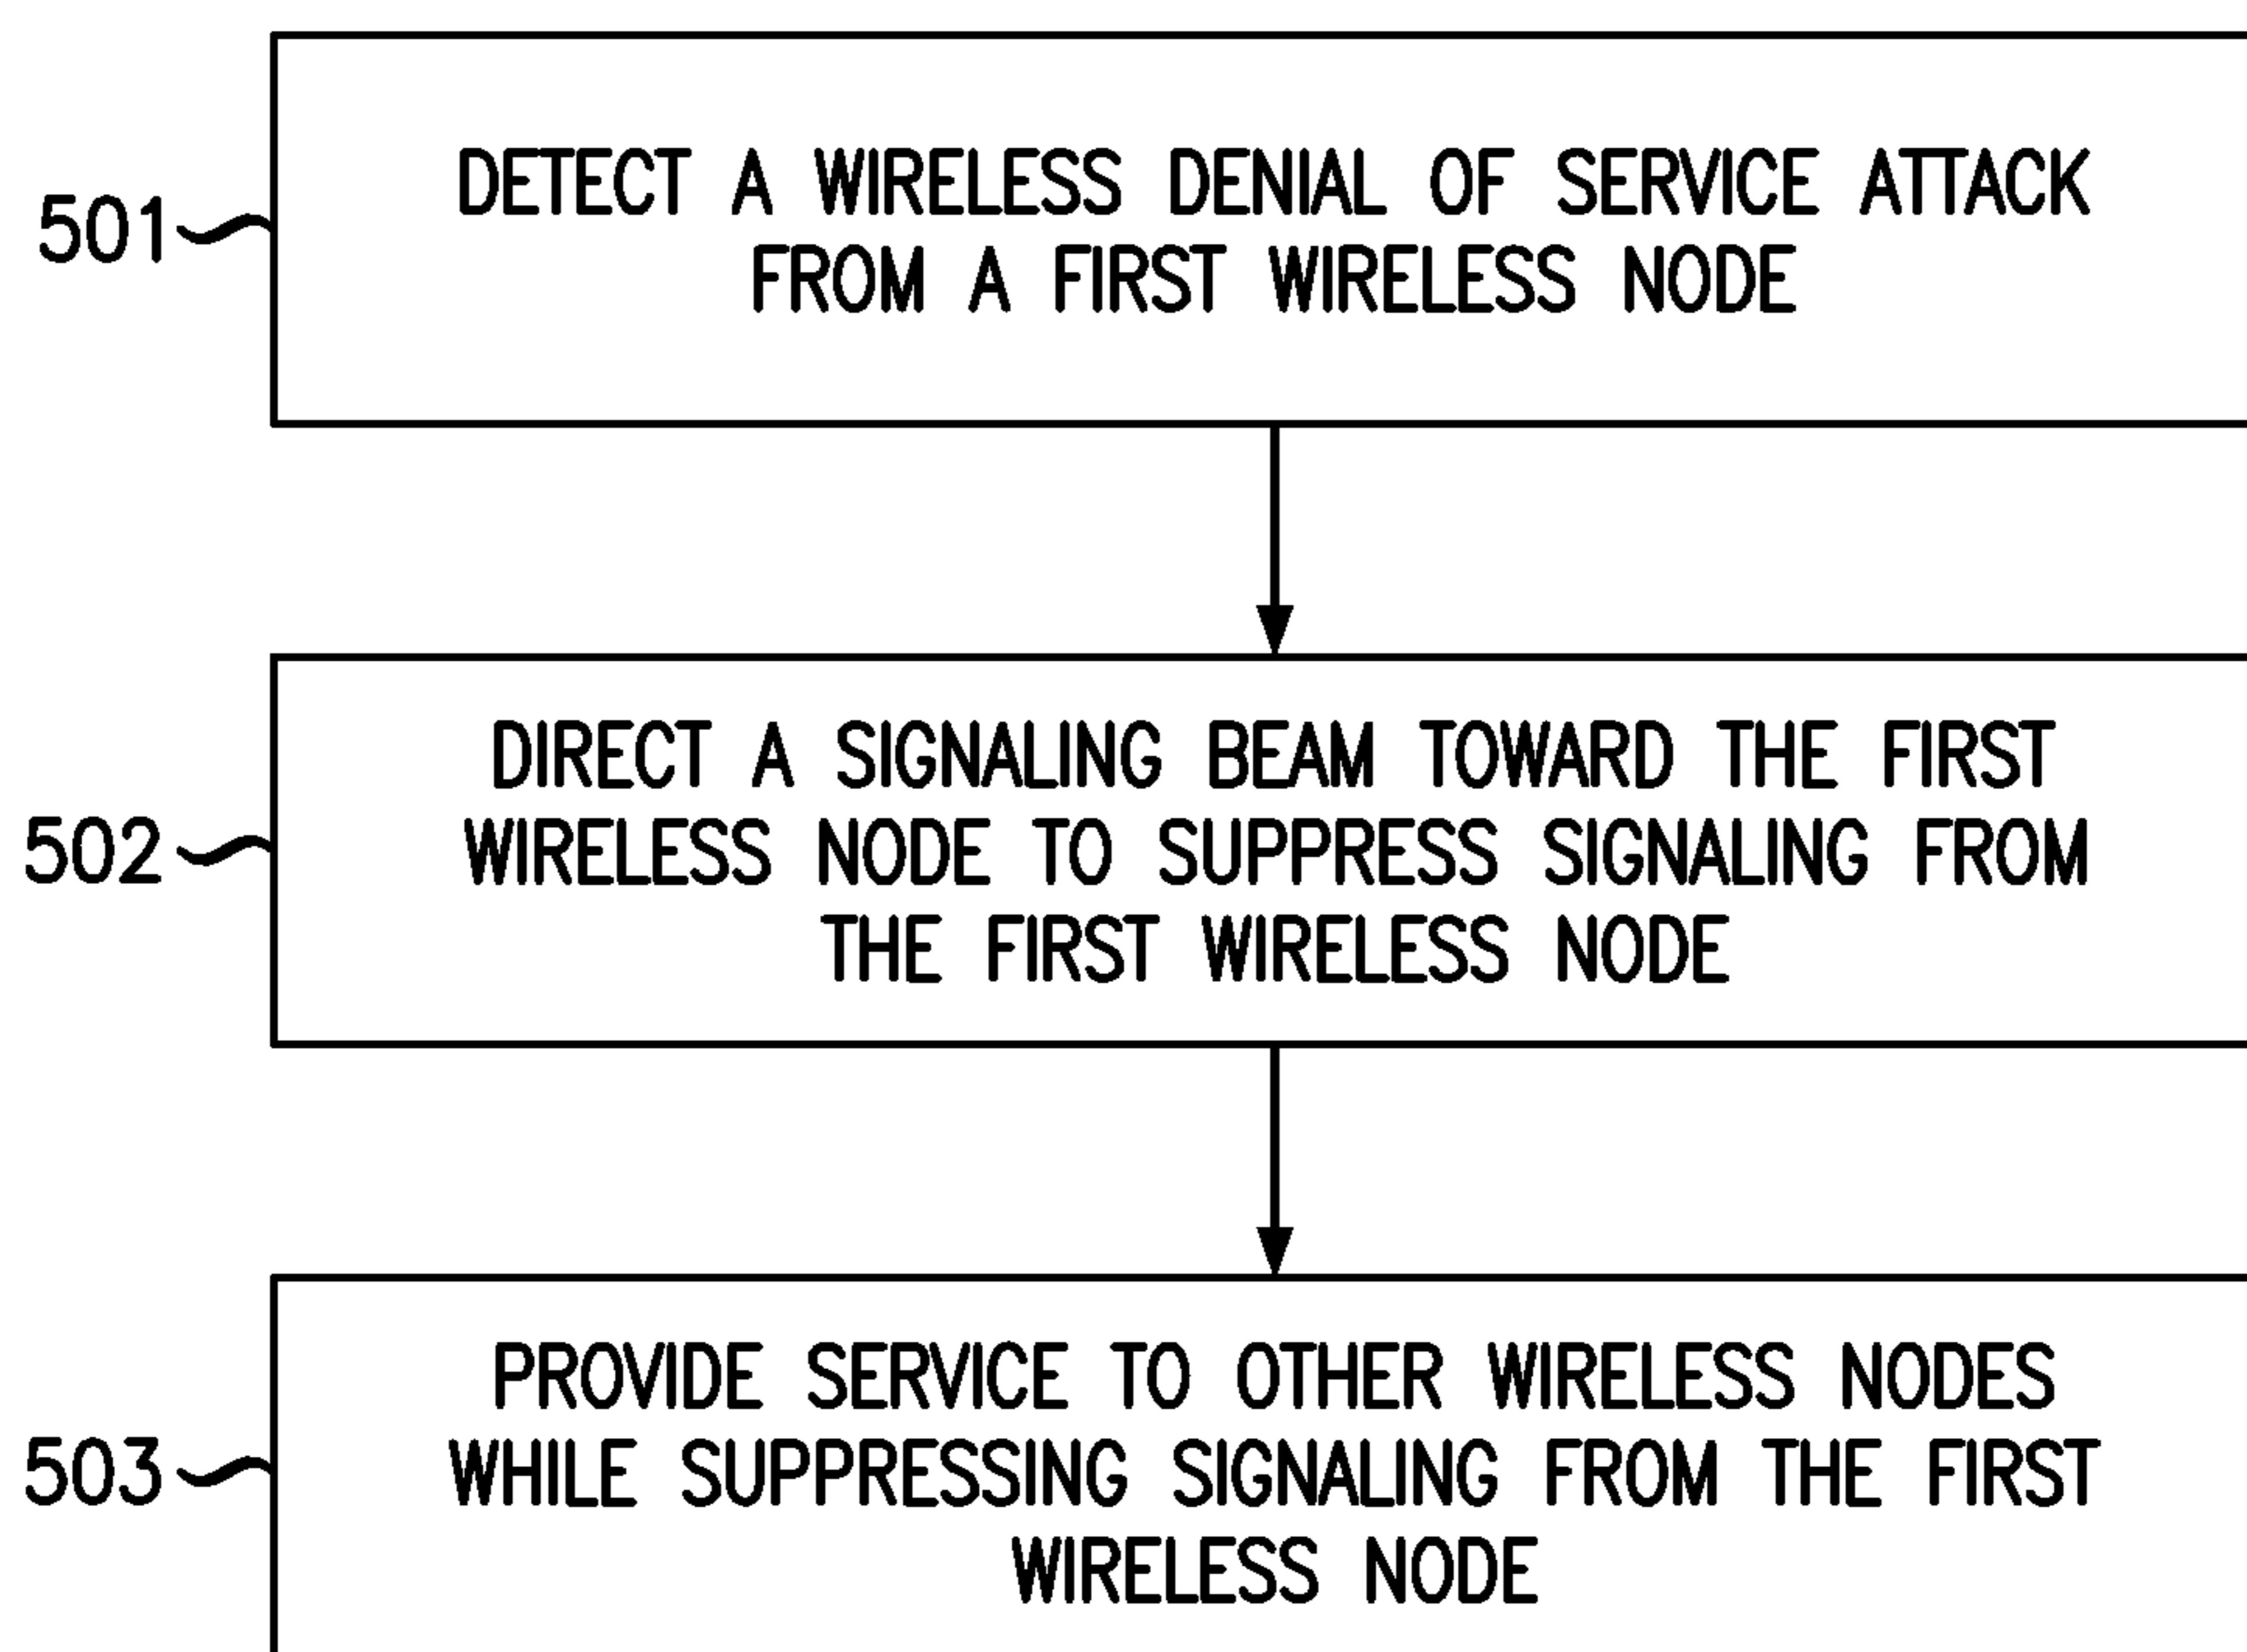 DETECT A WIRELESS DENIAL OF SERVICE ATTACK
FROM A FIRST WIRELESS NODE
501
DIRECT A SIGNALING BEAM TOWARD THE FIRST
WIRELESS NODE TO SUPPRESS SIGNALING FROM
THE FIRST WIRELESS NODE
502
PROVIDE SERVICE TO OTHER WIRELESS NODES
WHILE SUPPRESSING SIGNALING FROM THE FIRST
WIRELESS NODE
503